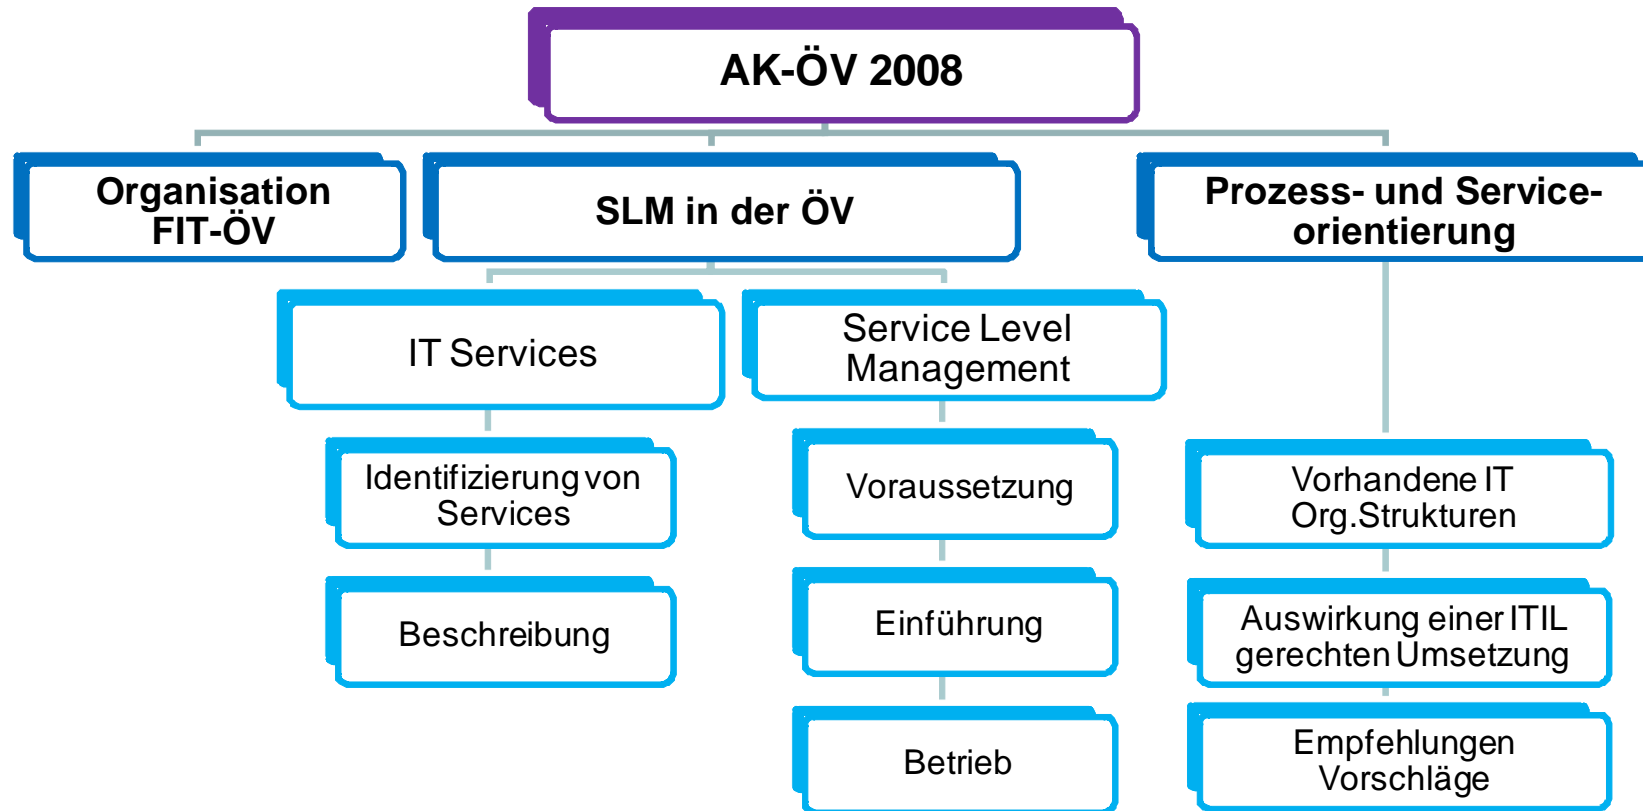 AK-ÖV 2008
Organisation
FIT-ÖV
SLM in der ÖV
Prozess- und Service-
orientierung
IT Services
Service Level
Management
Identifizierung von
Services
Voraussetzung
Vorhandene IT
Org.Strukturen
Beschreibung
Einführung
Auswirkung einer ITIL
gerechten Umsetzung
Betrieb
Empfehlungen
Vorschläge